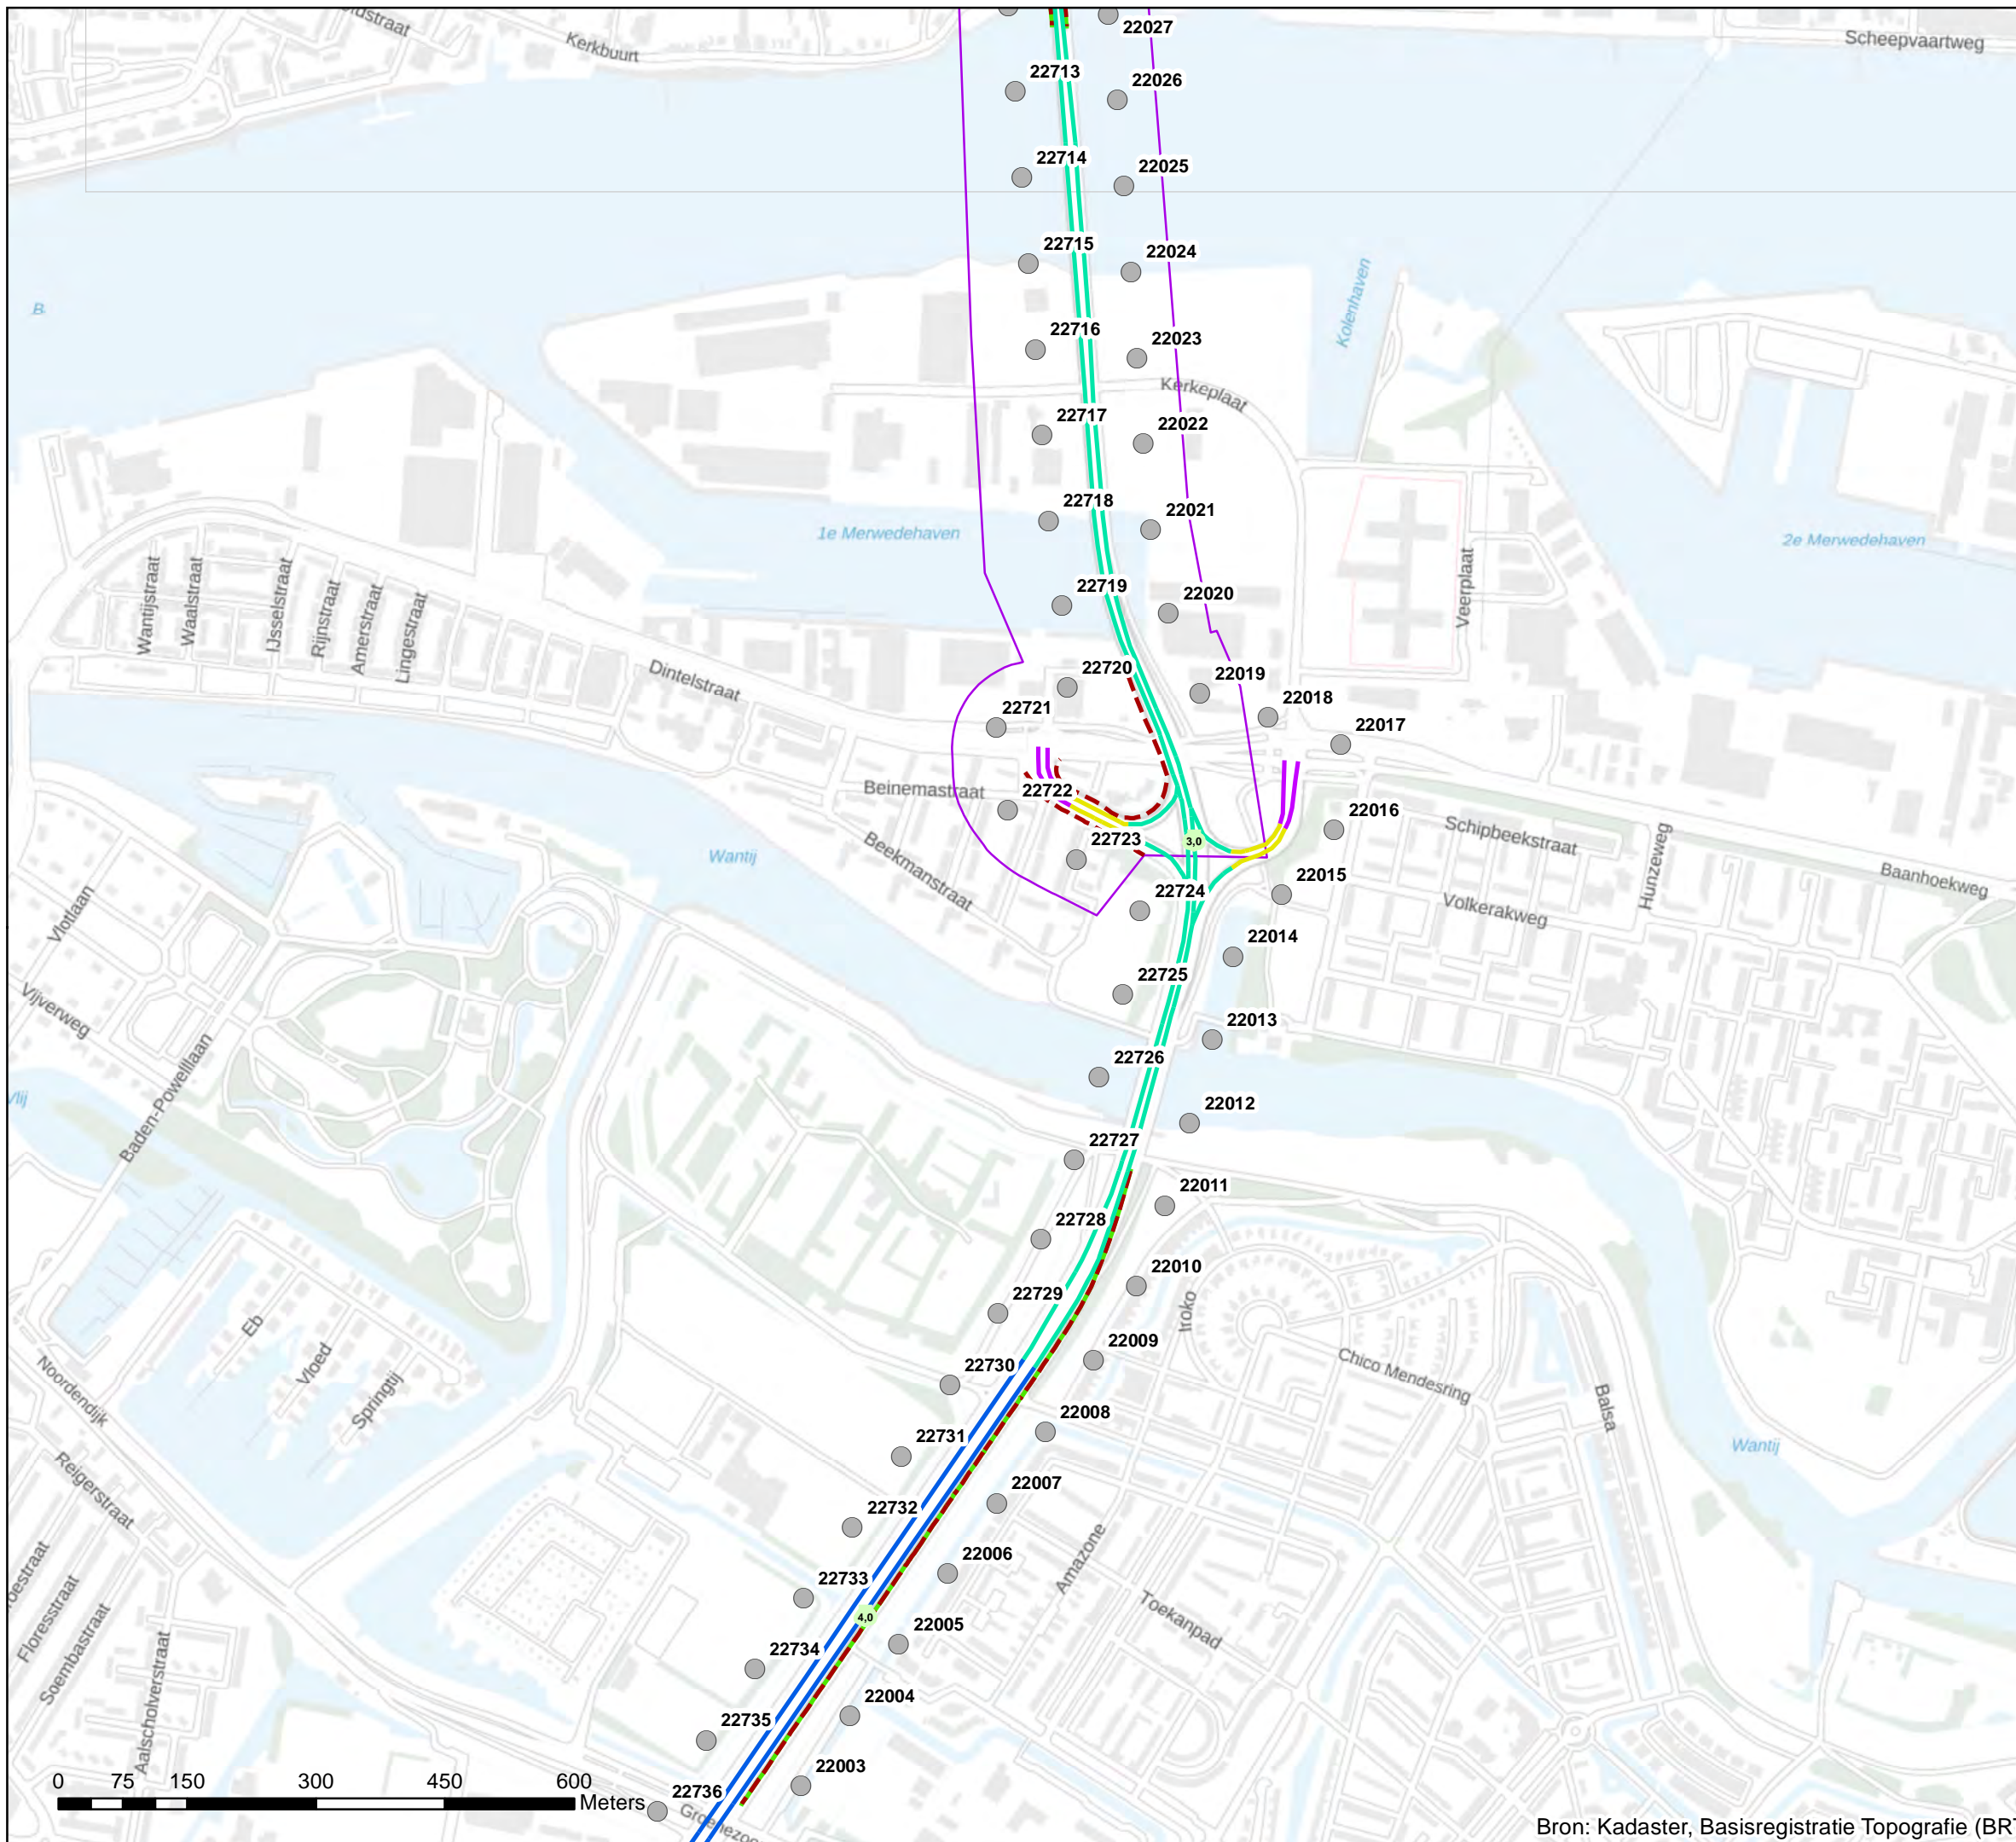 22027
Scheepvaartweg
Kerkbuurt
22713
22026
22714
22025
22715
22024
Kolenhaven
B
22716
22023
Kerkeplaat
22717
22022
22718
22021
1e Merwedehaven
2e Merwedehaven
Wantijstraat
Waalstraat
IJsselstraat
Rijnstraat
Amerstraat
Lingestraat
Veerplaat
22719
22020
Dintelstraat
22720
22019
22721
22018
22017
Beinemastraat
22722
22016
Schipbeekstraat
Hunzeweg
Baanhoekweg
3,0
22723
Beekmanstraat
Wantij
22724
22015
Volkerakweg
Vlotlaan
22014
22725
Vijverweg
22013
22726
Baden-Powelllaan
Vlij
22012
22727
22011
22728
22010
Iroko
Eb
Vloed
Springtij
22729
22009
Chico Mendesring
Balsa
Noordendijk
22730
22008
Wantij
22731
Reigerstraat
22007
22732
Amazone
22006
Toekanpad
22733
Floresstraat
Soembastraat
Aalscholverstraat
4,0
22005
22734
22004
22735
22003
22736
0 75 150 300 450 600
Meters
Bron: Kadaster, Basisregistratie Topografie (BR